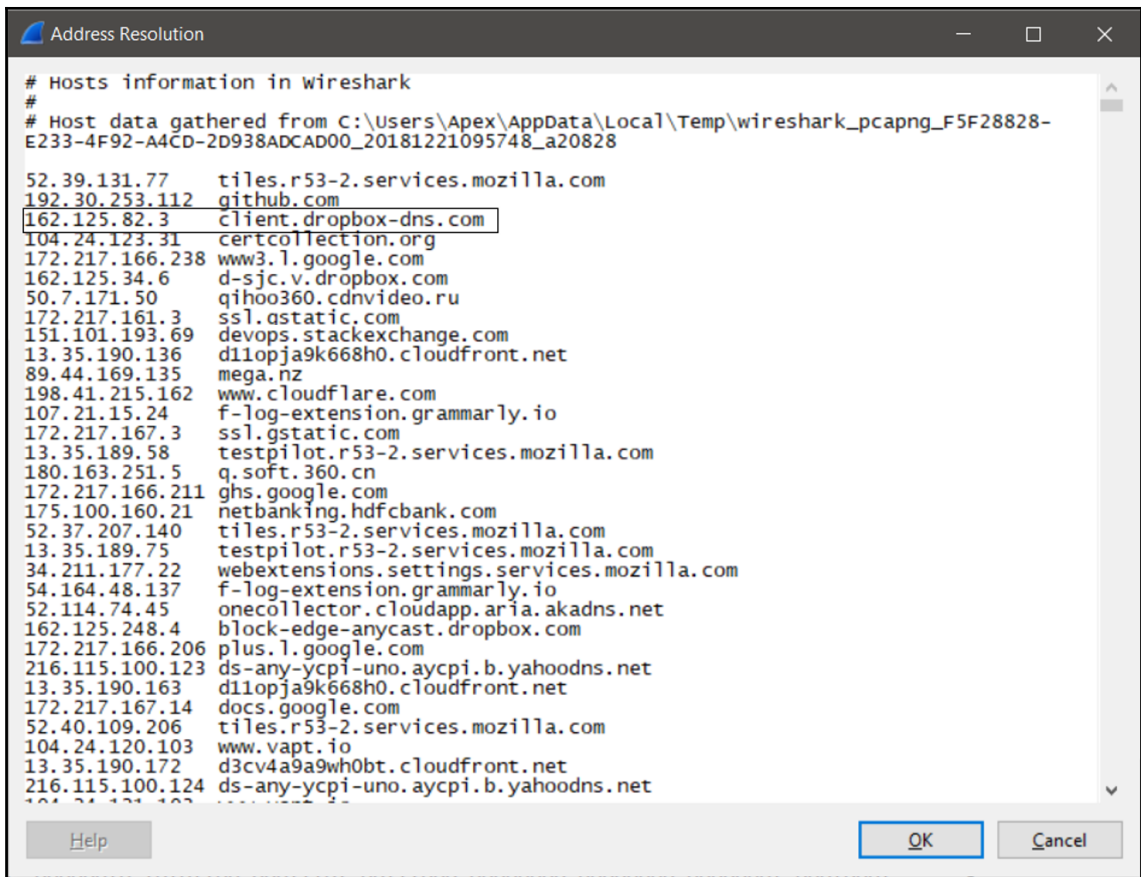 Address Resolution
# Hosts information in Wireshark
#
# Host data gathered from C:\Users\Apex\AppData\Local\Temp\wireshark_pcapng_F5F28828-
E233-4F92-A4CD-2D938ADCAD00_20181221095748_a20828
52.39.131.77 tiles.r53-2.services.mozilla.com
192.30.253.112 github.com
162.125.82.3 client.dropbox-dns.com
104.24.123.31 certcollection.org
172.217.166.238 www3.l.google.com
162.125.34.6 d-sjc.v.dropbox.com
50.7.171.50 qihoo360.cdnvideo.ru
172.217.161.3 ssl.gstatic.com
151.101.193.69 devops.stackexchange.com
13.35.190.136 d11opja9k668h0.cloudfront.net
89.44.169.135 mega.nz
198.41.215.162 www.cloudflare.com
107.21.15.24 f-log-extension.grammarly.io
172.217.167.3 ssl.gstatic.com
13.35.189.58 testpilot.r53-2.services.mozilla.com
180.163.251.5 q.soft.360.cn
172.217.166.211 ghs.google.com
175.100.160.21 netbanking.hdfcbank.com
52.37.207.140 tiles.r53-2.services.mozilla.com
13.35.189.75 testpilot.r53-2.services.mozilla.com
34.211.177.22 webextensions.settings.services.mozilla.com
54.164.48.137 f-log-extension.grammarly.io
52.114.74.45 onecollector.cloudapp.aria.akadns.net
162.125.248.4 block-edge-anycast.dropbox.com
172.217.166.206 plus.l.google.com
216.115.100.123 ds-any-ycpi-uno.aycpi.b.yahoodns.net
13.35.190.163 d11opja9k668h0.cloudfront.net
172.217.167.14 docs.google.com
52.40.109.206 tiles.r53-2.services.mozilla.com
104.24.120.103 www.vapt.io
13.35.190.172 d3cv4a9a9wh0bt.cloudfront.net
216.115.100.124 ds-any-ycpi-uno.aycpi.b.yahoodns.net
Help OK Cancel